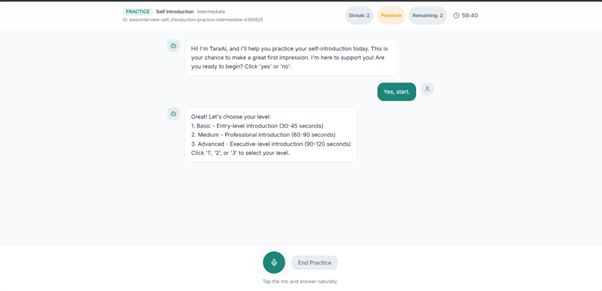 PRACTICE Self Introduction Intermediate
Streak: 2 Premium Remaining: 2 59:40
ID: basicinterview-self_introduction-practice-intermediate-4390825
Hi! I'm TaraAI, and I'll help you practice your self-introduction today. This is
your chance to make a great first impression. I'm here to support you! Are
you ready to begin? Click 'yes' or 'no'.
Yes, start.
Great! Let's choose your level:
1. Basic - Entry-level introduction (30-45 seconds)
2. Medium - Professional introduction (60-90 seconds)
3. Advanced - Executive-level introduction (90-120 seconds)
Click '1', '2', or '3' to select your level.
End Practice
Tap the mic and answer naturally.